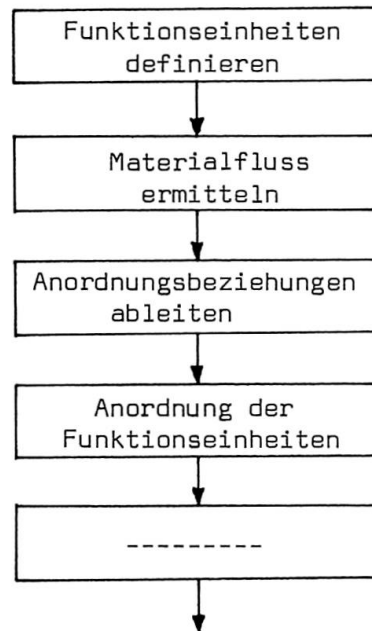 Funktionseinheiten
definieren
Materialfluss
ermitteln
Anordnungsbeziehungen
ableiten
Anordnung der
Funktionseinheiten
---------